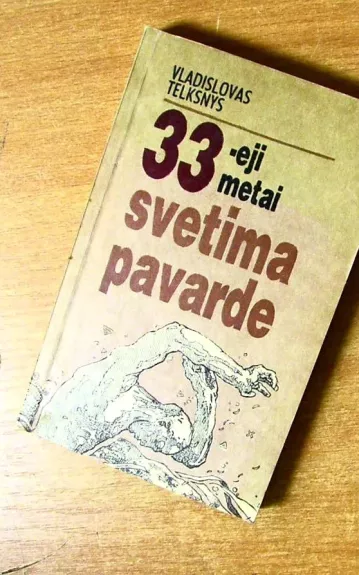 VLADISLOVAS
TELKSNYS
33-eji
metai
svetima
pavarde